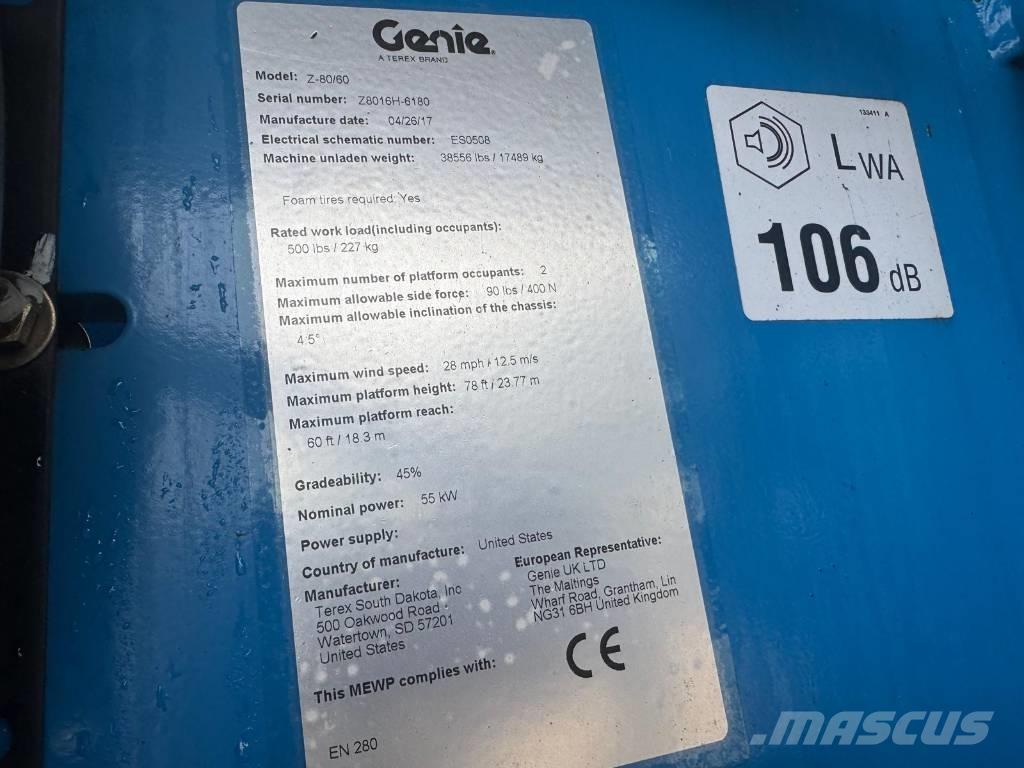 Genie
A TEREX BRAND
Model: Z-80/60
Serial number: Z8016H-6180
Manufacture date: 04/26/17
Electrical schematic number: ES0508
Machine unladen weight: 38556 lbs / 17489 kg
Foam tires required: Yes
Rated work load(including occupants):
500 lbs / 227 kg
Maximum number of platform occupants: 2
Maximum allowable side force: 90 lbs / 400 N
Maximum allowable inclination of the chassis:
4.5°
Maximum wind speed: 28 mph / 12.5 m/s
Maximum platform height: 78 ft / 23.77 m
Maximum platform reach:
60 ft / 18.3 m
Gradeability: 45%
Nominal power: 55 kW
Power supply:
Country of manufacture: United States
Manufacturer:
Terex South Dakota, Inc
500 Oakwood Road
Watertown, SD 57201
United States
European Representative:
Genie UK LTD
The Maltings
Wharf Road, Grantham, Lin
NG31 6BH United Kingdom
This MEWP complies with:
CE
EN 280
133411 A
LWA
106 dB
MASCUS